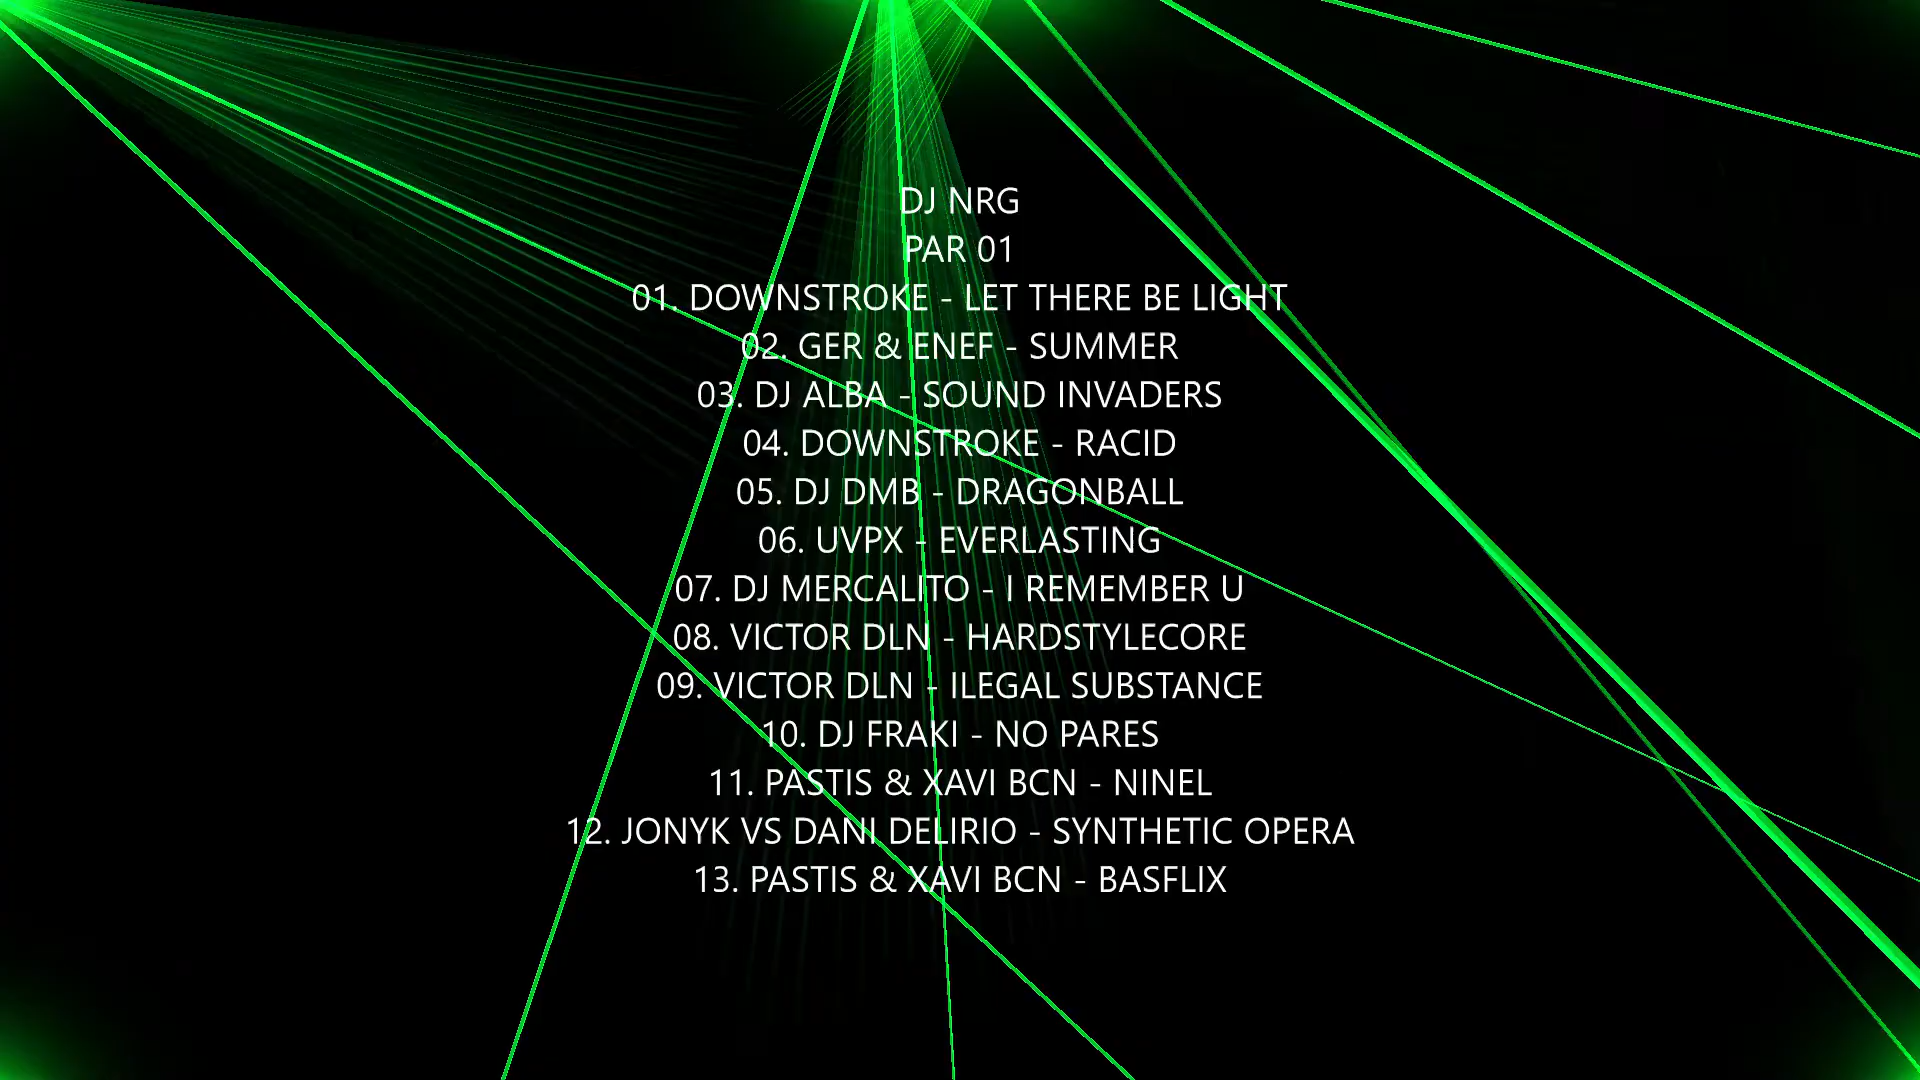 DJ NRG
PAR 01
01. DOWNSTROKE - LET THERE BE LIGHT
02. GER & ENEF - SUMMER
03. DJ ALBA - SOUND INVADERS
04. DOWNSTROKE - RACID
05. DJ DMB - DRAGONBALL
06. UVPX - EVERLASTING
07. DJ MERCALITO - I REMEMBER U
08. VICTOR DLN - HARDSTYLECORE
09. VICTOR DLN - ILEGAL SUBSTANCE
10. DJ FRAKI - NO PARES
11. PASTIS & XAVI BCN - NINEL
12. JONYK VS DANI DELIRIO - SYNTHETIC OPERA
13. PASTIS & XAVI BCN - BASFLIX